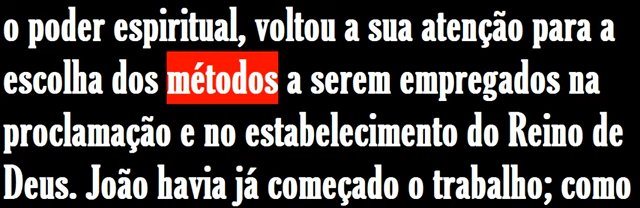 o poder espiritual, voltou a sua atenção para a
escolha dos métodos a serem empregados na
proclamação e no estabelecimento do Reino de
Deus. João havia já começado o trabalho; como